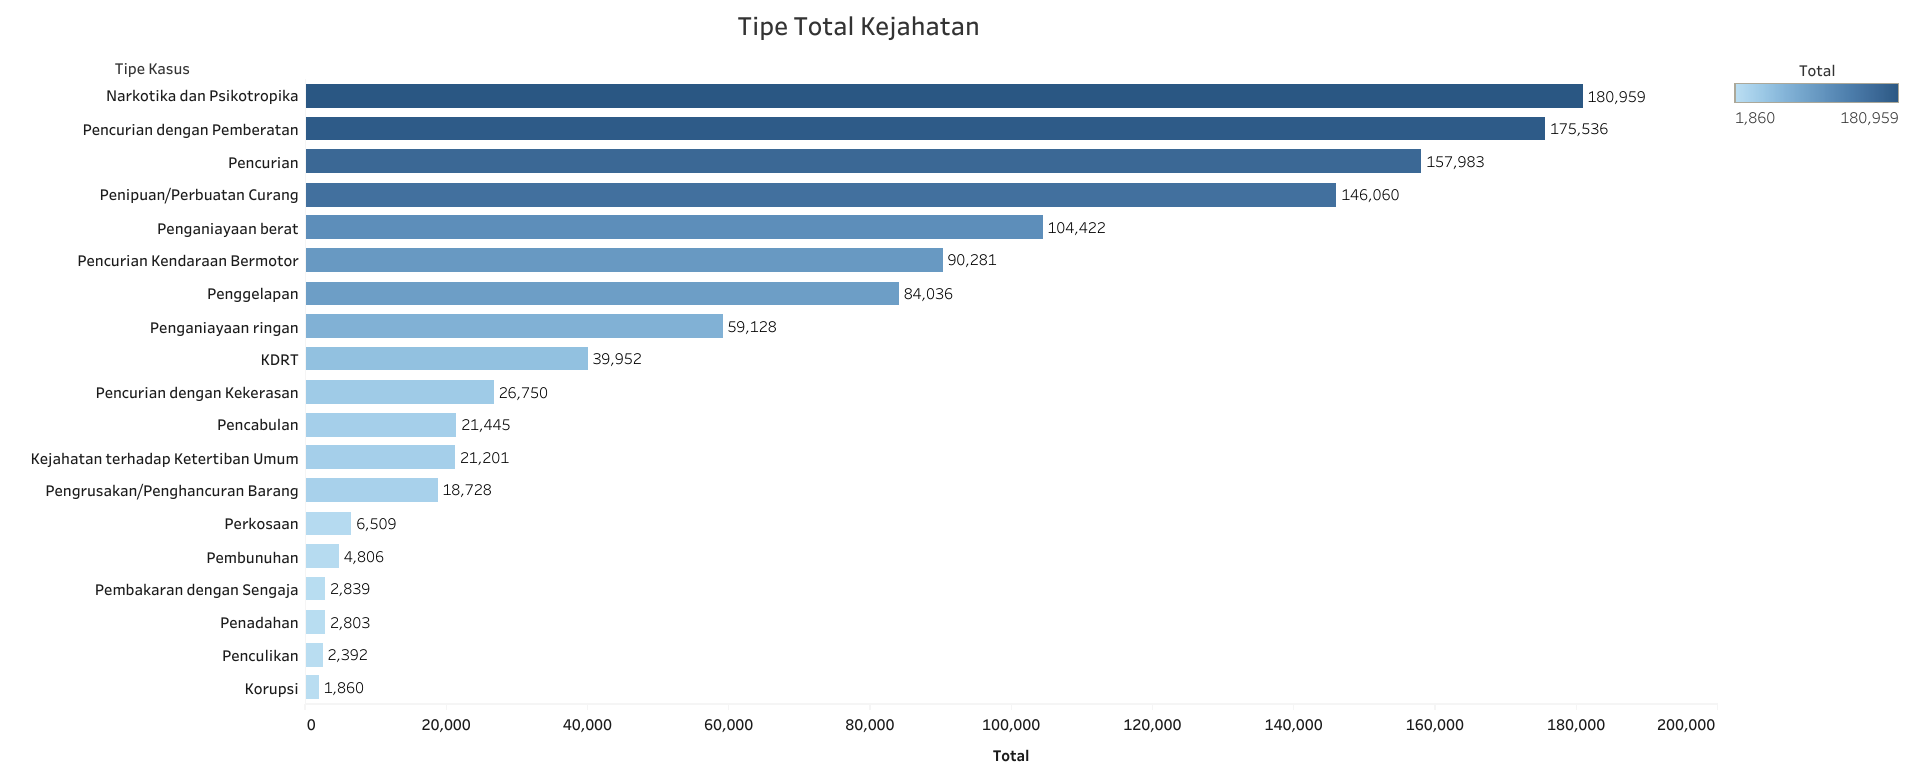 Tipe Total Kejahatan
Tipe Kasus
Narkotika dan Psikotropika 180,959
Pencurian dengan Pemberatan 175,536
Pencurian 157,983
Penipuan/Perbuatan Curang 146,060
Penganiayaan berat 104,422
Pencurian Kendaraan Bermotor 90,281
Penggelapan 84,036
Penganiayaan ringan 59,128
KDRT 39,952
Pencurian dengan Kekerasan 26,750
Pencabulan 21,445
Kejahatan terhadap Ketertiban Umum 21,201
Pengrusakan/Penghancuran Barang 18,728
Perkosaan 6,509
Pembunuhan 4,806
Pembakaran dengan Sengaja 2,839
Penadahan 2,803
Penculikan 2,392
Korupsi 1,860
0 20,000 40,000 60,000 80,000 100,000 120,000 140,000 160,000 180,000 200,000
Total
Total
1,860 180,959